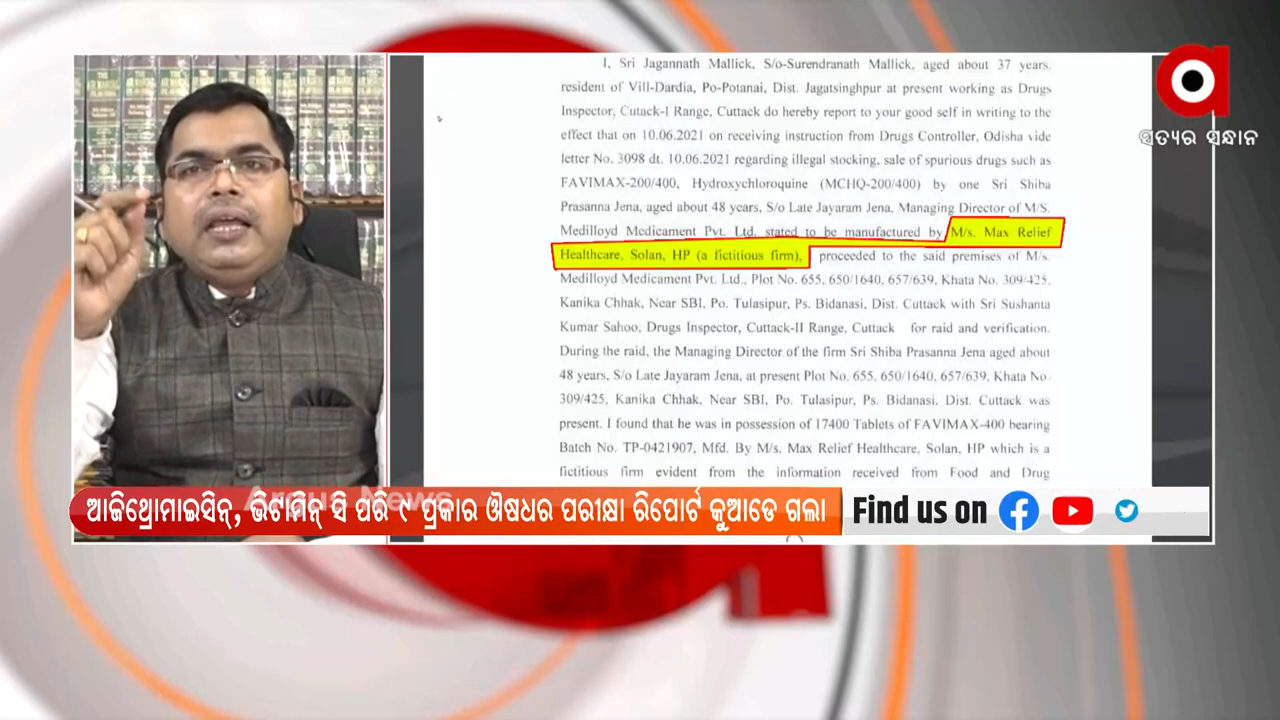 I, Sri Jagannath Mallick, S/o-Surendranath Mallick, aged about 37 years,
resident of Vill-Dardia, Po-Potanai, Dist. Jagatsinghpur at present working as Drugs
Inspector, Cutack-I Range, Cuttack do hereby report to your good self in writing to the
effect that on 10.06.2021 on receiving instruction from Drugs Controller, Odisha vide
letter No. 3098 dt. 10.06.2021 regarding illegal stocking, sale of spurious drugs such as
FAVIMAX-200/400, Hydroxychloroquine (MCHQ-200/400) by one Sri Shiba
Prasanna Jena, aged about 48 years, S/o Late Jayaram Jena, Managing Director of M/S.
Medilloyd Medicament Pvt. Ltd. stated to be manufactured by M/s. Max Relief
Healthcare, Solan, HP (a fictitious firm), proceeded to the said premises of M/s.
Medilloyd Medicament Pvt. Ltd., Plot No. 655, 650/1640, 657/639, Khata No. 309/425,
Kanika Chhak, Near SBI, Po. Tulasipur, Ps. Bidanasi, Dist. Cuttack with Sri Sushanta
Kumar Sahoo, Drugs Inspector, Cuttack-II Range, Cuttack for raid and verification.
During the raid, the Managing Director of the firm Sri Shiba Prasanna Jena aged about
48 years, S/o Late Jayaram Jena, at present Plot No. 655, 650/1640, 657/639, Khata No.
309/425, Kanika Chhak, Near SBI, Po. Tulasipur, Ps. Bidanasi, Dist. Cuttack was
present. I found that he was in possession of 17400 Tablets of FAVIMAX-400 bearing
Batch No. TP-0421907, Mfd. By M/s. Max Relief Healthcare, Solan, HP which is a
fictitious firm evident from the information received from Food and Drug
ସତ୍ୟର ସନ୍ଧାନ
Argus News
ଆଜିଥ୍ରୋମାଇସିନ୍, ଭିଟାମିନ୍ ସି ପରି ୯ ପ୍ରକାର ଔଷଧର ପରୀକ୍ଷା ରିପୋର୍ଟ କୁଆଡେ ଗଲା
Find us on